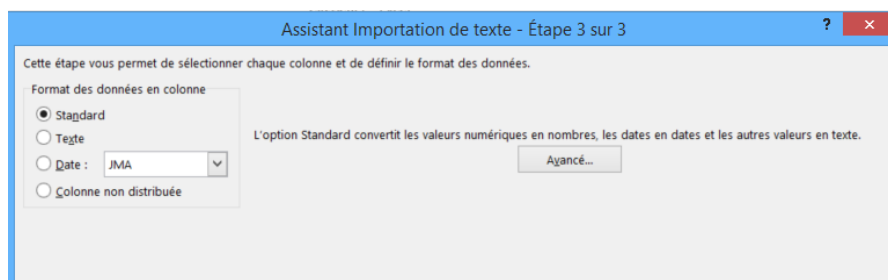 Assistant Importation de texte - Étape 3 sur 3
?
×
Cette étape vous permet de sélectionner chaque colonne et de définir le format des données.
Format des données en colonne
Standard
Texte
L'option Standard convertit les valeurs numériques en nombres, les dates en dates et les autres valeurs en texte.
Date : JMA
Avancé...
Colonne non distribuée